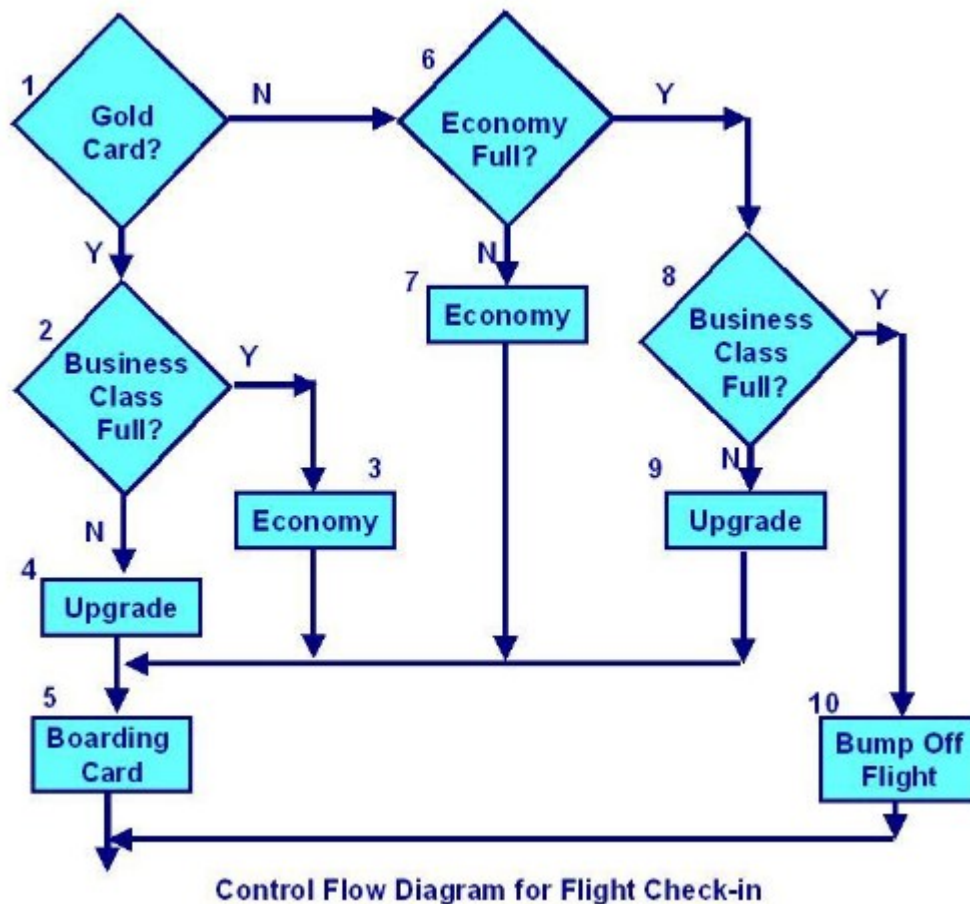 1
Gold
Card?
N
Y
6
Economy
Full?
Y
N
7
Economy
8
Business
Class
Full?
Y
N
9
Upgrade
2
Business
Class
Full?
Y
N
3
Economy
4
Upgrade
5
Boarding
Card
10
Bump Off
Flight
Control Flow Diagram for Flight Check-in